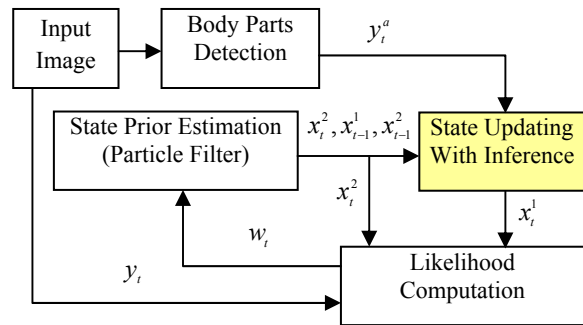 Input
Image
Body Parts
Detection
y_t^a
State Prior Estimation
(Particle Filter)
x_t^2, x_{t-1}^1, x_{t-1}^2
State Updating
With Inference
x_t^2
x_t^1
w_t
y_t
Likelihood
Computation